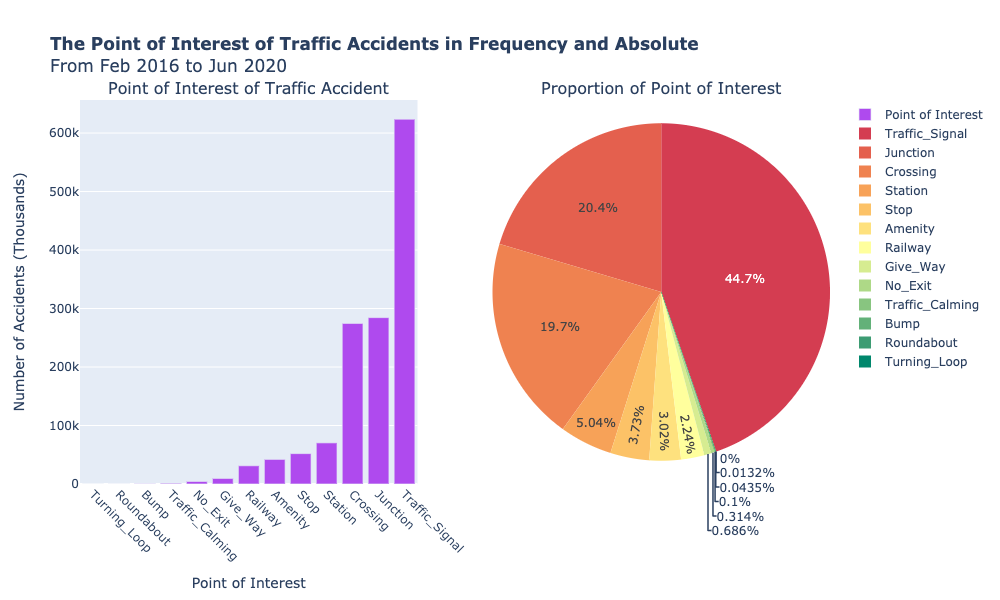 The Point of Interest of Traffic Accidents in Frequency and Absolute
From Feb 2016 to Jun 2020
Point of Interest of Traffic Accident
Number of Accidents (Thousands)
600k
500k
400k
300k
200k
100k
0
Turning_Loop
Roundabout
Bump
Traffic_Calming
No_Exit
Give_Way
Railway
Amenity
Stop
Station
Crossing
Junction
Traffic_Signal
Point of Interest
Proportion of Point of Interest
44.7%
20.4%
19.7%
5.04%
3.73%
3.02%
2.24%
0%
0.0132%
0.0435%
0.1%
0.314%
0.686%
Point of Interest
Traffic_Signal
Junction
Crossing
Station
Stop
Amenity
Railway
Give_Way
No_Exit
Traffic_Calming
Bump
Roundabout
Turning_Loop